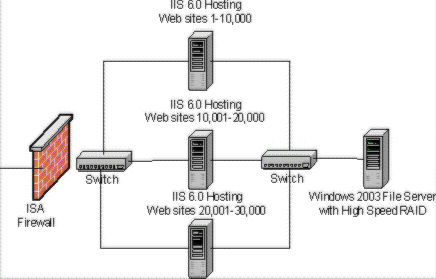 IIS 6.0 Hosting
Web sites 1-10,000
IIS 6.0 Hosting
Web sites 10,001-20,000
Switch
Switch
ISA
Firewall
IIS 6.0 Hosting
Web sites 20,001-30,000
Windows 2003 File Server
with High Speed RAID